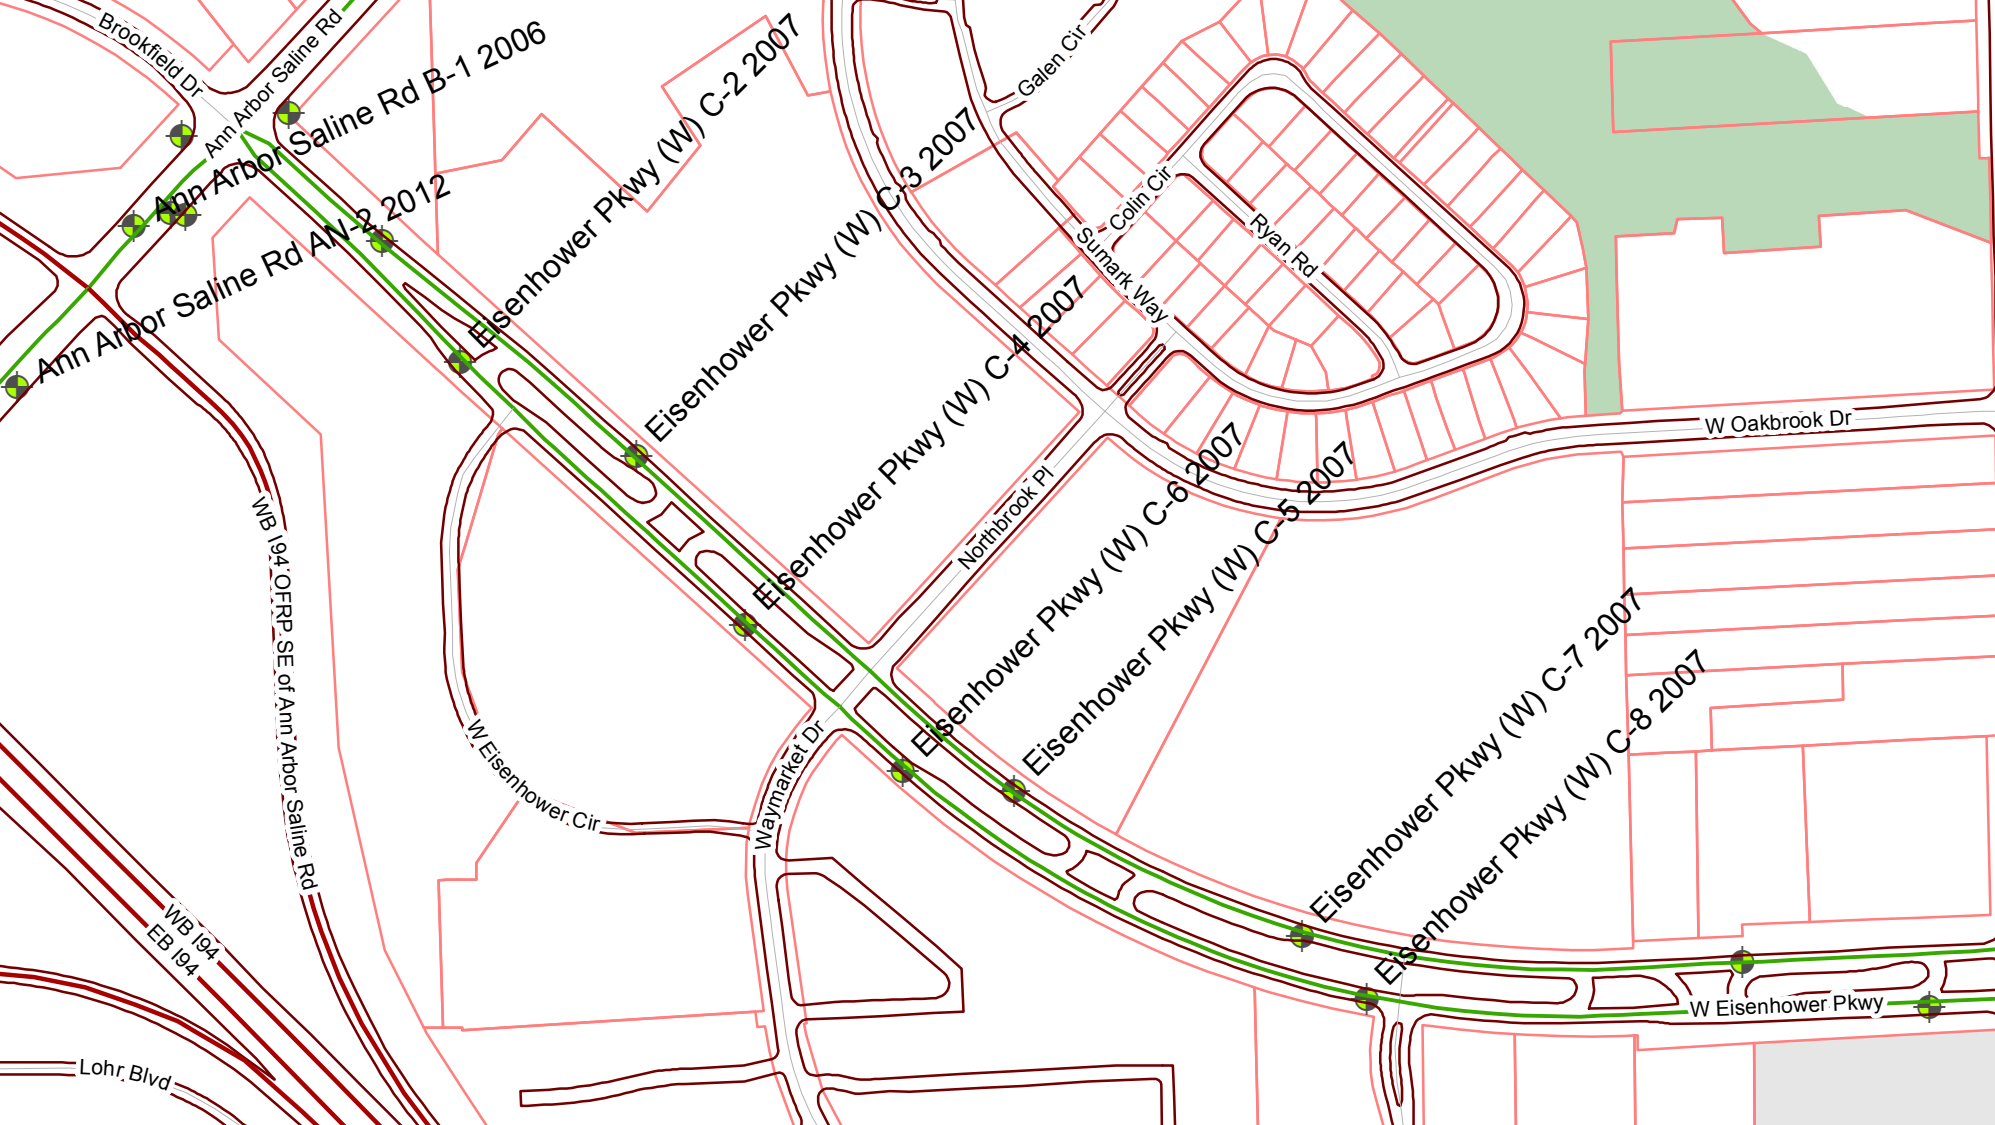 Brookfield Dr
Ann Arbor Saline Rd
Ann Arbor Saline Rd B-1 2006
Ann Arbor Saline Rd AN-2 2012
Eisenhower Pkwy (W) C-2 2007
Eisenhower Pkwy (W) C-3 2007
Galen Cir
Colin Cir
Ryan Rd
Sumark Way
Eisenhower Pkwy (W) C-4 2007
W Oakbrook Dr
Northbrook Pl
Eisenhower Pkwy (W) C-6 2007
Eisenhower Pkwy (W) C-5 2007
WB I94 OFRP SE of Ann Arbor Saline Rd
W Eisenhower Cir
Waymarket Dr
Eisenhower Pkwy (W) C-7 2007
Eisenhower Pkwy (W) C-8 2007
WB I94
EB I94
W Eisenhower Pkwy
Lohr Blvd